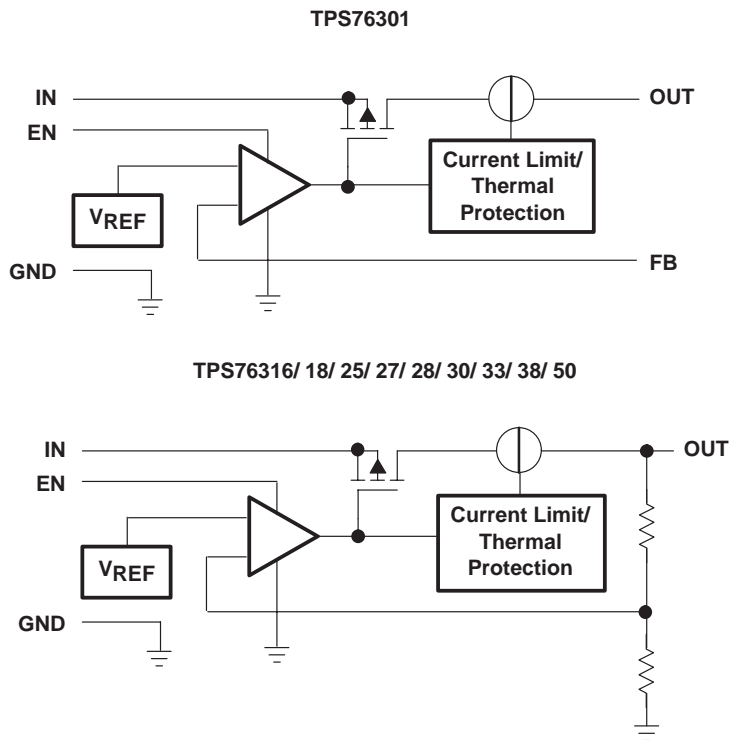 TPS76301
IN
OUT
EN
Current Limit/
Thermal
Protection
VREF
GND
FB
TPS76316/ 18/ 25/ 27/ 28/ 30/ 33/ 38/ 50
IN
OUT
EN
Current Limit/
Thermal
Protection
VREF
GND